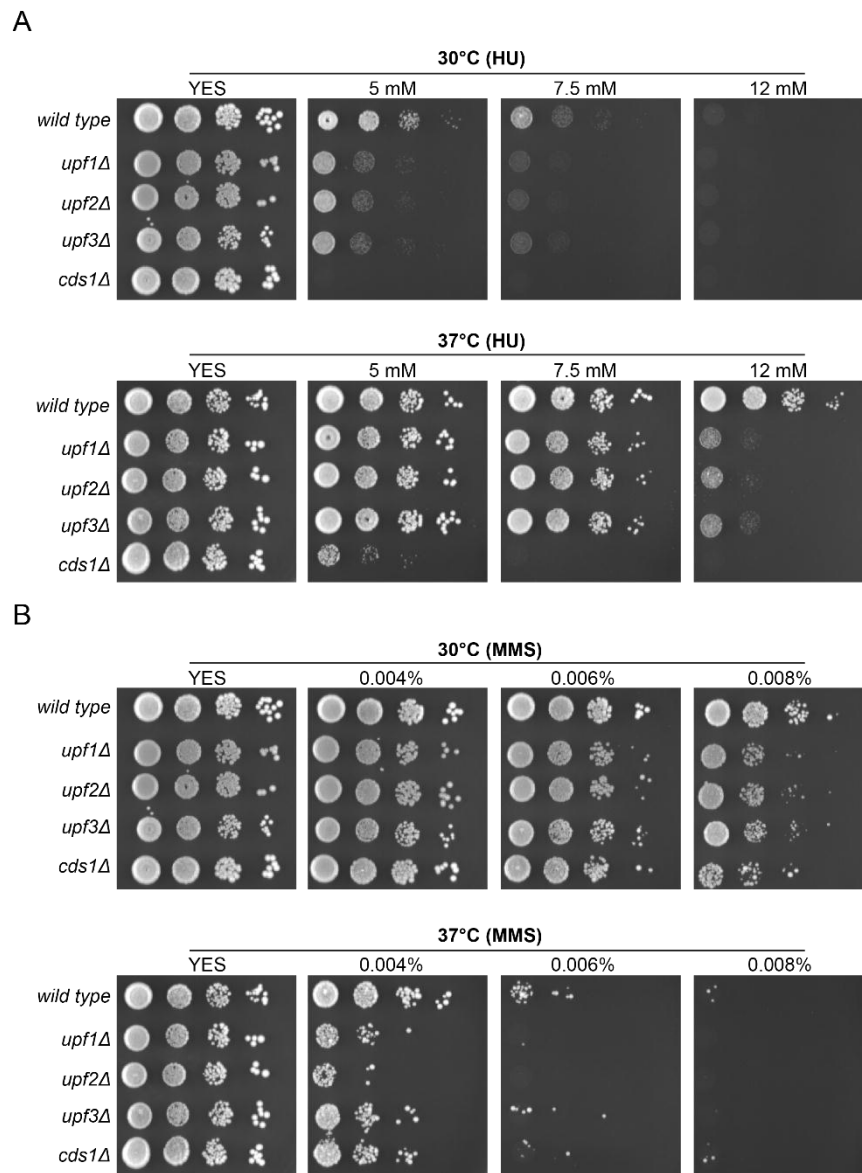 A
30°C (HU)
YES 5 mM 7.5 mM 12 mM
wild type
upf1Δ
upf2Δ
upf3Δ
cds1Δ
37°C (HU)
YES 5 mM 7.5 mM 12 mM
wild type
upf1Δ
upf2Δ
upf3Δ
cds1Δ
B
30°C (MMS)
YES 0.004% 0.006% 0.008%
wild type
upf1Δ
upf2Δ
upf3Δ
cds1Δ
37°C (MMS)
YES 0.004% 0.006% 0.008%
wild type
upf1Δ
upf2Δ
upf3Δ
cds1Δ